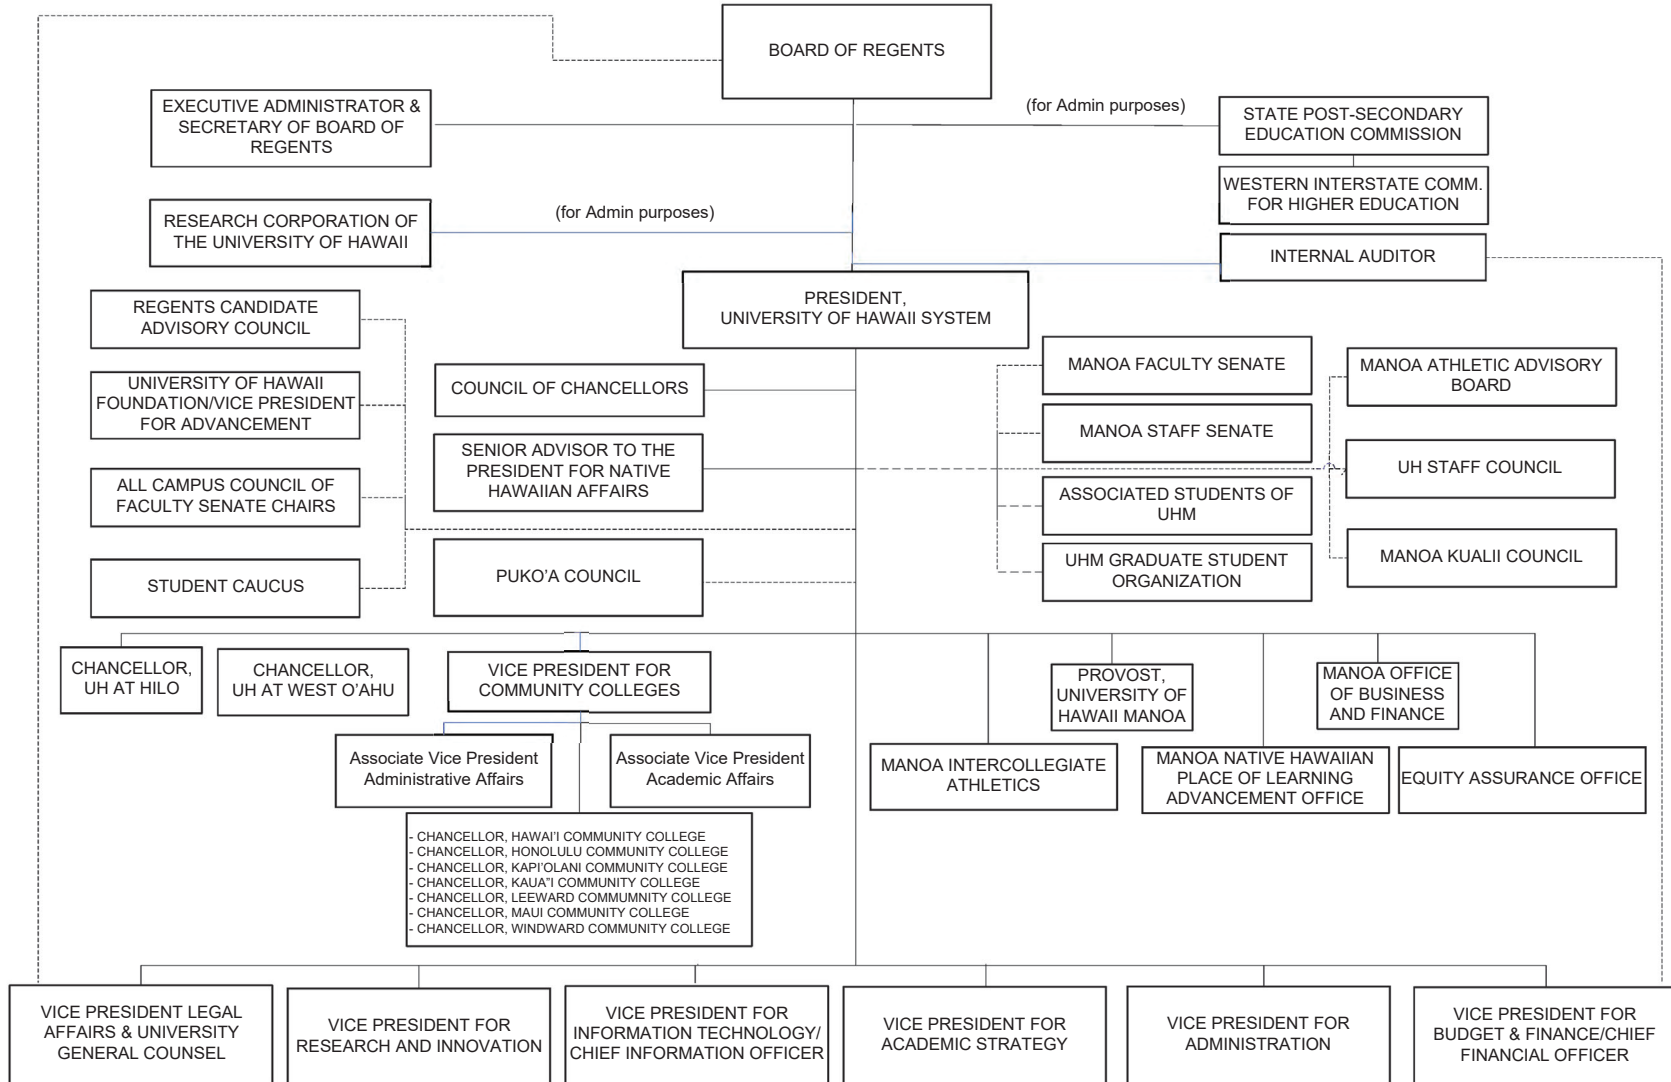 BOARD OF REGENTS
EXECUTIVE ADMINISTRATOR &
SECRETARY OF BOARD OF
REGENTS
(for Admin purposes)
STATE POST-SECONDARY
EDUCATION COMMISSION
WESTERN INTERSTATE COMM.
FOR HIGHER EDUCATION
RESEARCH CORPORATION OF
THE UNIVERSITY OF HAWAII
(for Admin purposes)
INTERNAL AUDITOR
PRESIDENT,
UNIVERSITY OF HAWAII SYSTEM
REGENTS CANDIDATE
ADVISORY COUNCIL
UNIVERSITY OF HAWAII
FOUNDATION/VICE PRESIDENT
FOR ADVANCEMENT
ALL CAMPUS COUNCIL OF
FACULTY SENATE CHAIRS
STUDENT CAUCUS
COUNCIL OF CHANCELLORS
SENIOR ADVISOR TO THE
PRESIDENT FOR NATIVE
HAWAIIAN AFFAIRS
PUKO’A COUNCIL
MANOA FACULTY SENATE
MANOA STAFF SENATE
ASSOCIATED STUDENTS OF
UHM
UHM GRADUATE STUDENT
ORGANIZATION
MANOA ATHLETIC ADVISORY
BOARD
UH STAFF COUNCIL
MANOA KUALII COUNCIL
CHANCELLOR,
UH AT HILO
CHANCELLOR,
UH AT WEST O’AHU
VICE PRESIDENT FOR
COMMUNITY COLLEGES
PROVOST,
UNIVERSITY OF
HAWAII MANOA
MANOA OFFICE
OF BUSINESS
AND FINANCE
Associate Vice President
Administrative Affairs
Associate Vice President
Academic Affairs
MANOA INTERCOLLEGIATE
ATHLETICS
MANOA NATIVE HAWAIIAN
PLACE OF LEARNING
ADVANCEMENT OFFICE
EQUITY ASSURANCE OFFICE
- CHANCELLOR, HAWAI’I COMMUNITY COLLEGE
- CHANCELLOR, HONOLULU COMMUNITY COLLEGE
- CHANCELLOR, KAPI’OLANI COMMUNITY COLLEGE
- CHANCELLOR, KAUA”I COMMUNITY COLLEGE
- CHANCELLOR, LEEWARD COMMUMNITY COLLEGE
- CHANCELLOR, MAUI COMMUNITY COLLEGE
- CHANCELLOR, WINDWARD COMMUNITY COLLEGE
VICE PRESIDENT LEGAL
AFFAIRS & UNIVERSITY
GENERAL COUNSEL
VICE PRESIDENT FOR
RESEARCH AND INNOVATION
VICE PRESIDENT FOR
INFORMATION TECHNOLOGY/
CHIEF INFORMATION OFFICER
VICE PRESIDENT FOR
ACADEMIC STRATEGY
VICE PRESIDENT FOR
ADMINISTRATION
VICE PRESIDENT FOR
BUDGET & FINANCE/CHIEF
FINANCIAL OFFICER